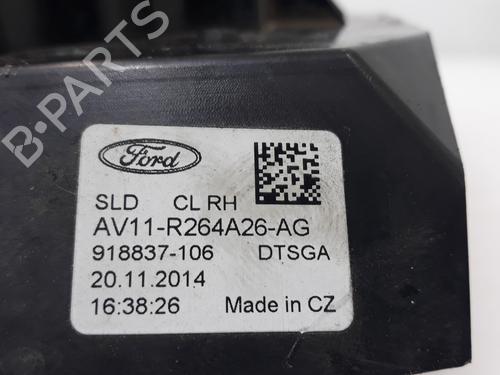 B-PARTS
Ford
SLD CL RH
AV11-R264A26-AG
918837-106 DTSGA
20.11.2014
16:38:26 Made in CZ